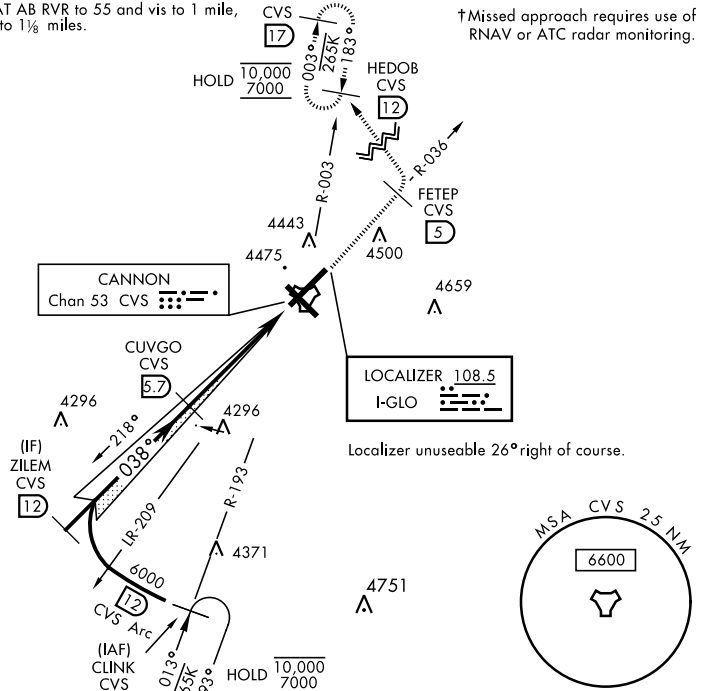 AT AB RVR to 55 and vis to 1 mile,
to 1⅛ miles.
†Missed approach requires use of
RNAV or ATC radar monitoring.
CVS
17
003°
265K
183°
HOLD 10,000
7000
HEDOB
CVS
12
R-003
R-036
FETEP
CVS
5
4443
4500
4475
4659
CANNON
Chan 53 CVS
LOCALIZER 108.5
I-GLO
CUVGO
CVS
5.7
4296
4296
218°
038°
(IF)
ZILEM
CVS
12
Localizer unuseable 26° right of course.
LR-209
R-193
4371
6000
12
CVS Arc
4751
(IAF)
CLINK
CVS
013°
HOLD 10,000
7000
MSA CVS 25 NM
6600